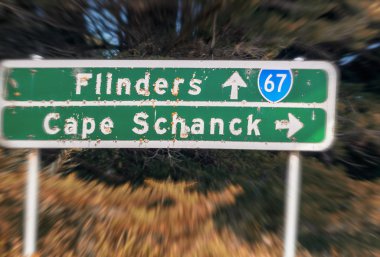 Flinders ↑ 67
Cape Schanck →